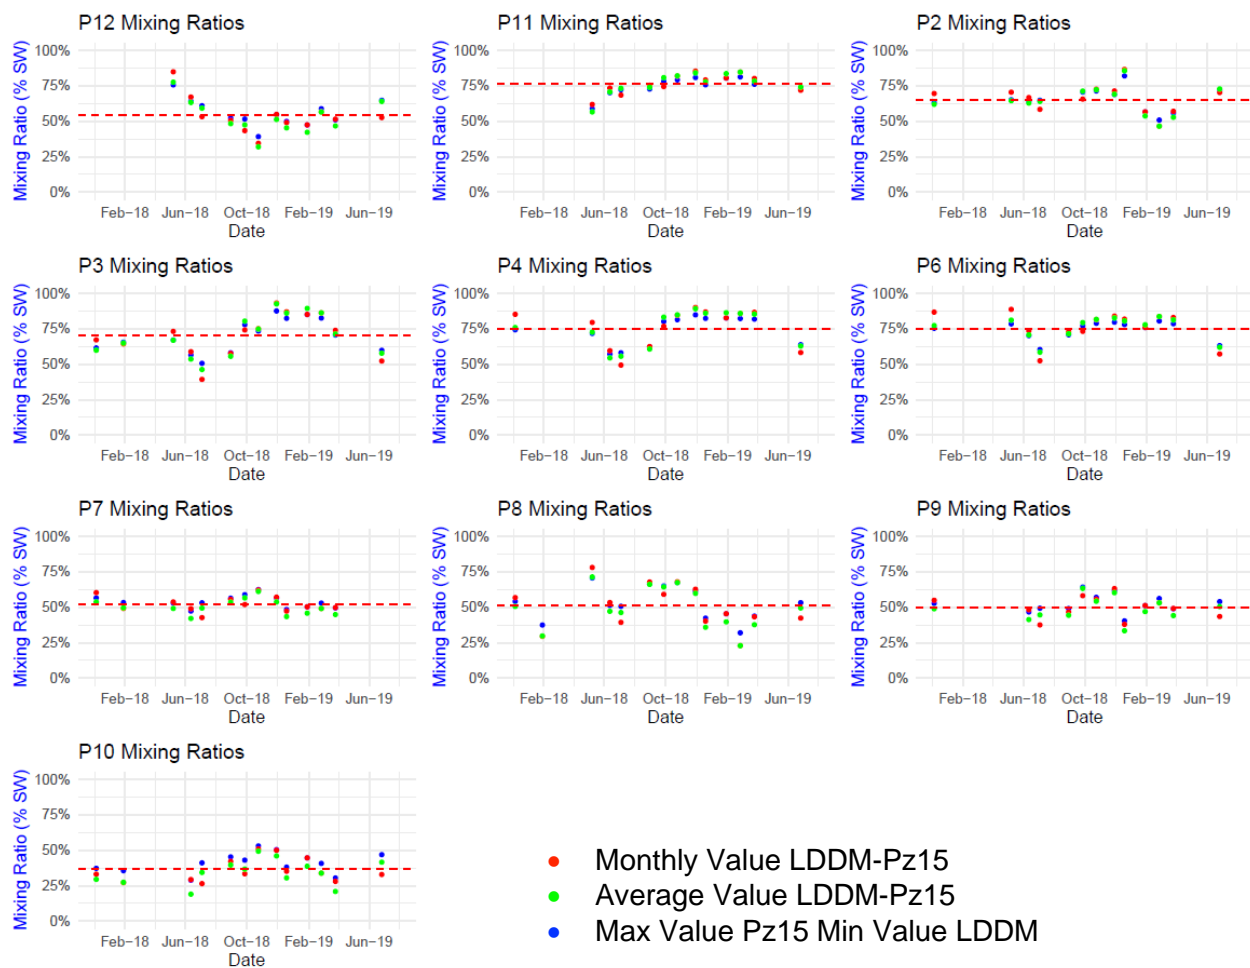 P12 Mixing Ratios
Mixing Ratio (% SW)
100%
75%
50%
25%
0%
Feb−18 Jun−18 Oct−18 Feb−19 Jun−19
Date
P11 Mixing Ratios
Mixing Ratio (% SW)
100%
75%
50%
25%
0%
Feb−18 Jun−18 Oct−18 Feb−19 Jun−19
Date
P2 Mixing Ratios
Mixing Ratio (% SW)
100%
75%
50%
25%
0%
Feb−18 Jun−18 Oct−18 Feb−19 Jun−19
Date
P3 Mixing Ratios
Mixing Ratio (% SW)
100%
75%
50%
25%
0%
Feb−18 Jun−18 Oct−18 Feb−19 Jun−19
Date
P4 Mixing Ratios
Mixing Ratio (% SW)
100%
75%
50%
25%
0%
Feb−18 Jun−18 Oct−18 Feb−19 Jun−19
Date
P6 Mixing Ratios
Mixing Ratio (% SW)
100%
75%
50%
25%
0%
Feb−18 Jun−18 Oct−18 Feb−19 Jun−19
Date
P7 Mixing Ratios
Mixing Ratio (% SW)
100%
75%
50%
25%
0%
Feb−18 Jun−18 Oct−18 Feb−19 Jun−19
Date
P8 Mixing Ratios
Mixing Ratio (% SW)
100%
75%
50%
25%
0%
Feb−18 Jun−18 Oct−18 Feb−19 Jun−19
Date
P9 Mixing Ratios
Mixing Ratio (% SW)
100%
75%
50%
25%
0%
Feb−18 Jun−18 Oct−18 Feb−19 Jun−19
Date
P10 Mixing Ratios
Mixing Ratio (% SW)
100%
75%
50%
25%
0%
Feb−18 Jun−18 Oct−18 Feb−19 Jun−19
Date
Monthly Value LDDM-Pz15
Average Value LDDM-Pz15
Max Value Pz15 Min Value LDDM